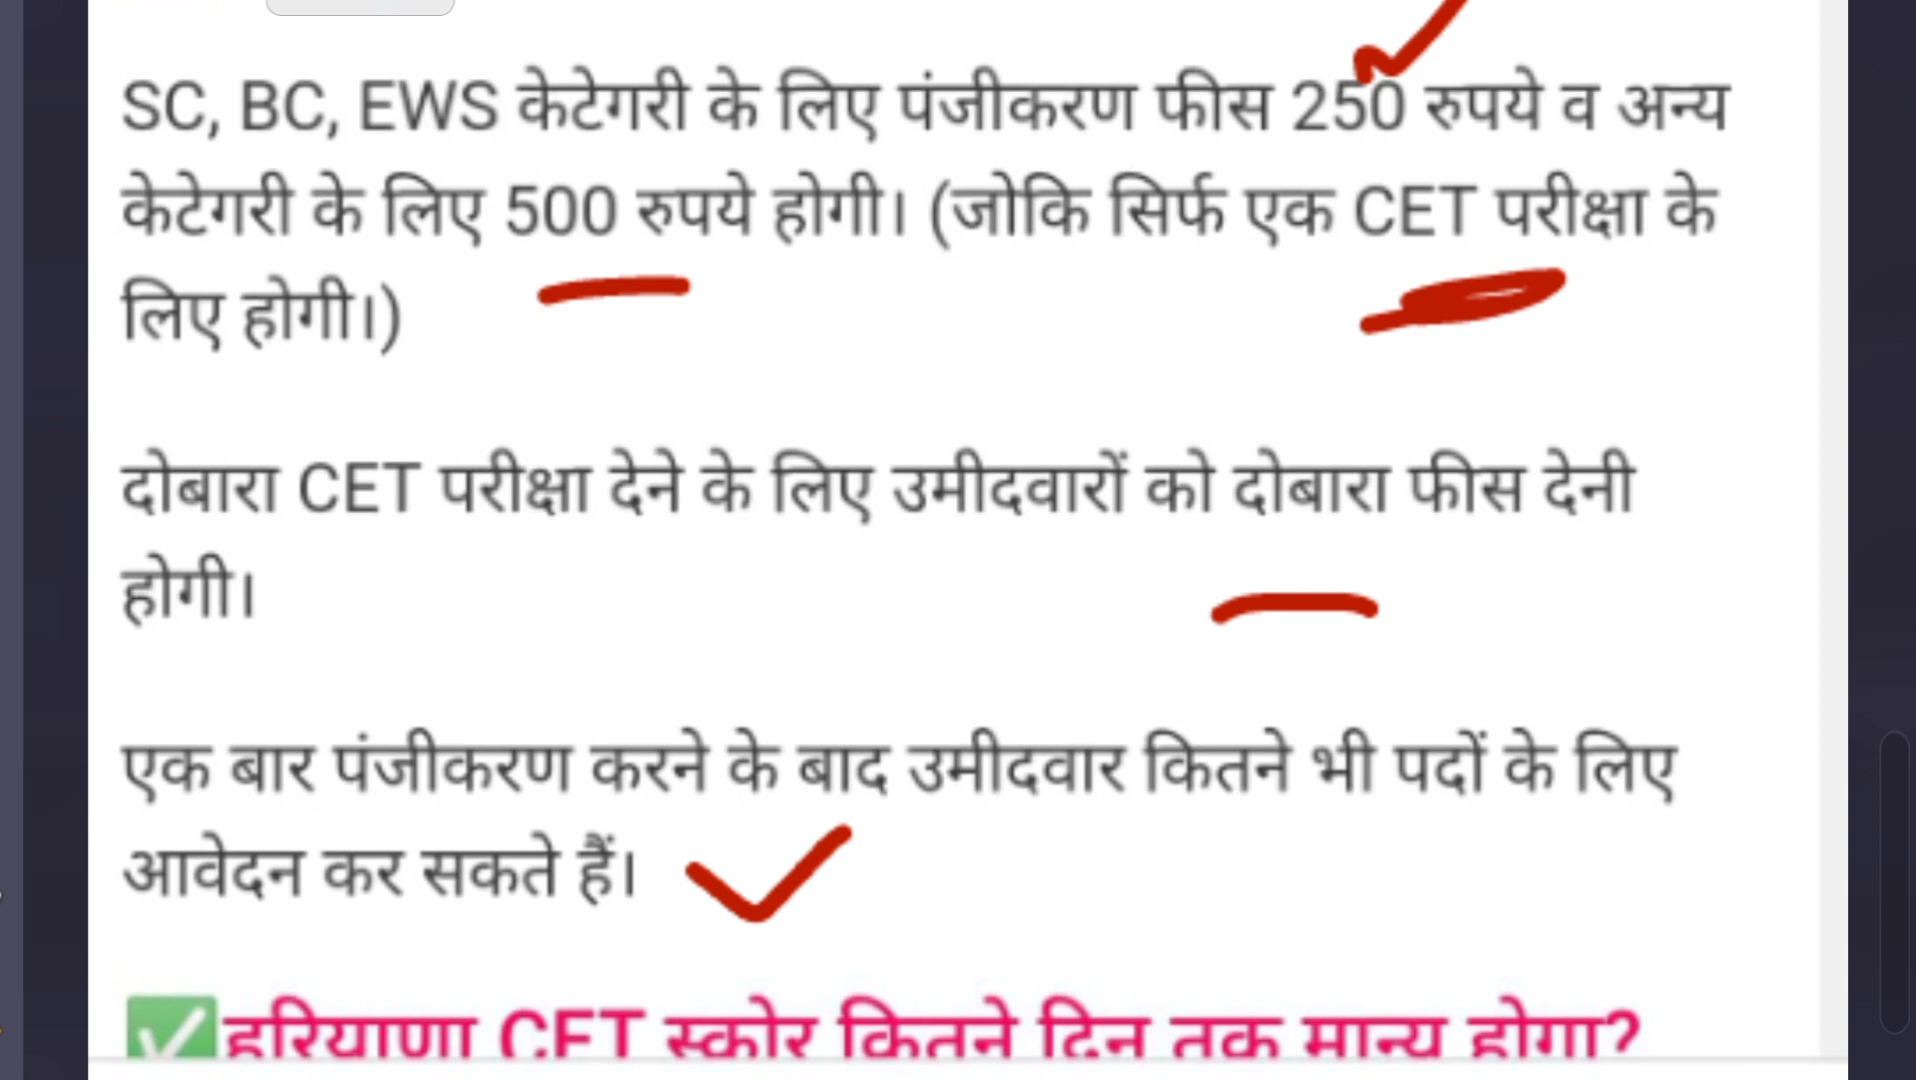 SC, BC, EWS केटेगरी के लिए पंजीकरण फीस 250 रुपये व अन्य
केटेगरी के लिए 500 रुपये होगी। (जोकि सिर्फ एक CET परीक्षा के
लिए होगी।)
दोबारा CET परीक्षा देने के लिए उमीदवारों को दोबारा फीस देनी
होगी।
एक बार पंजीकरण करने के बाद उमीदवार कितने भी पदों के लिए
आवेदन कर सकते हैं।
✅हरियाणा CET स्कोर कितने दिन तक मान्य होगा?